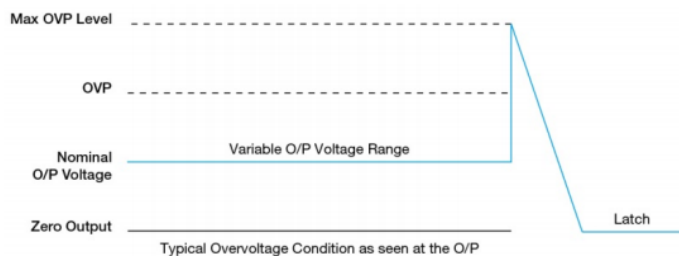 Max OVP Level
OVP
Variable O/P Voltage Range
Nominal
O/P Voltage
Zero Output
Latch
Typical Overvoltage Condition as seen at the O/P